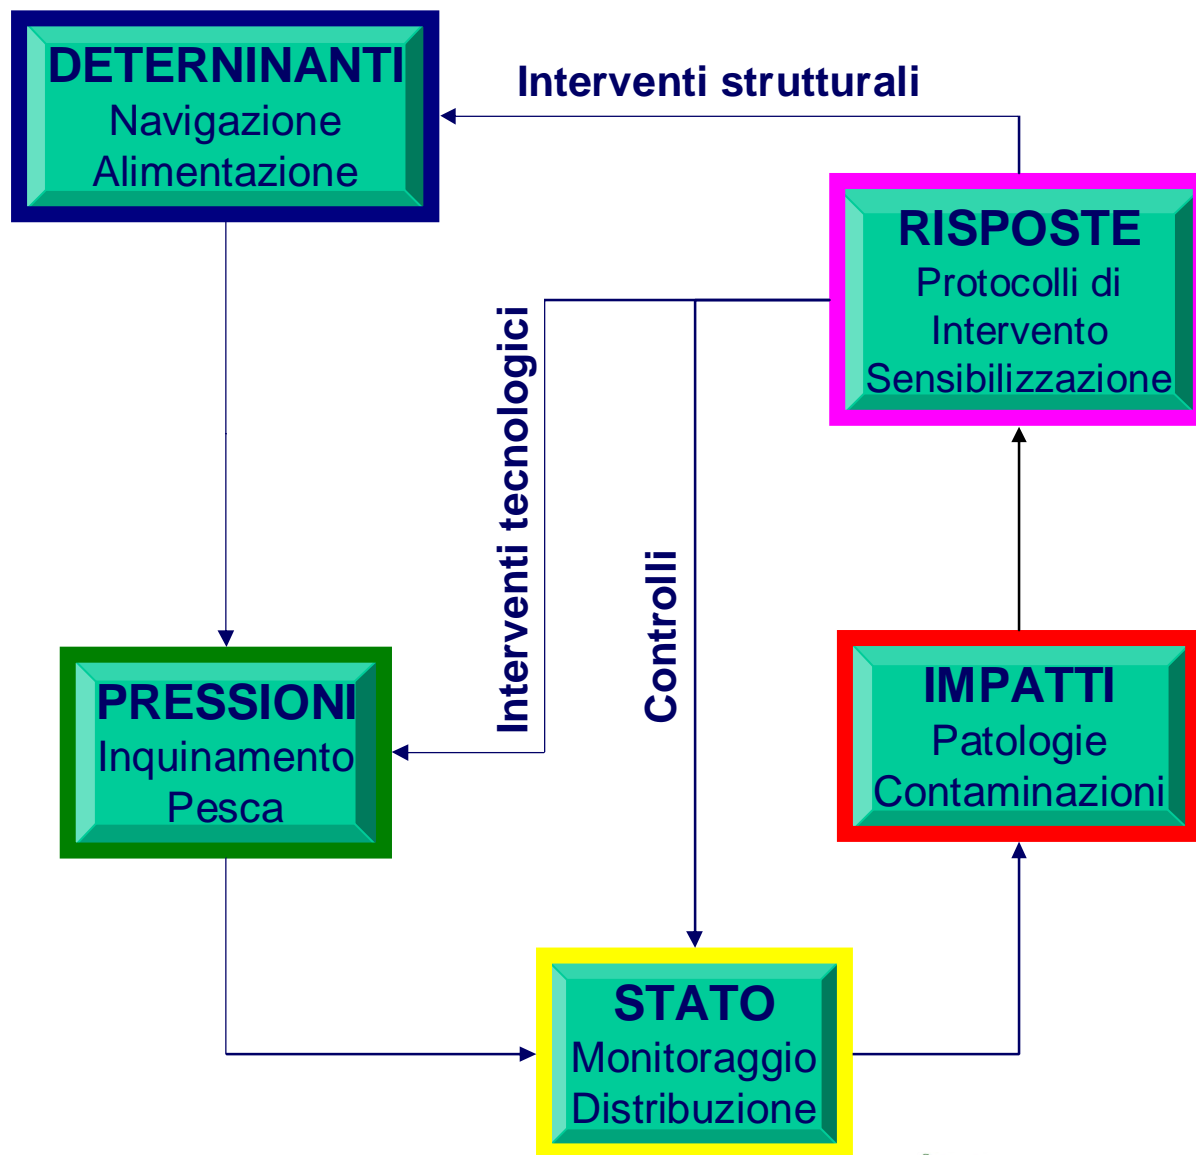 DETERNINANTI
Navigazione
Alimentazione
Interventi strutturali
RISPOSTE
Protocolli di
Intervento
Sensibilizzazione
Interventi tecnologici
Controlli
PRESSIONI
Inquinamento
Pesca
IMPATTI
Patologie
Contaminazioni
STATO
Monitoraggio
Distribuzione